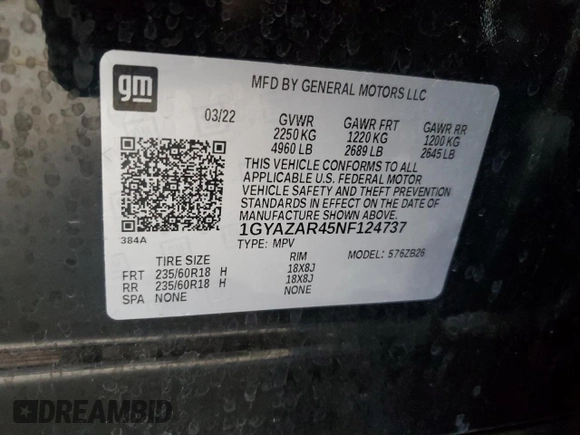 gm
MFD BY GENERAL MOTORS LLC
03/22 GVWR GAWR FRT GAWR RR
2250 KG 1220 KG 1200 KG
4960 LB 2689 LB 2645 LB
THIS VEHICLE CONFORMS TO ALL
APPLICABLE U.S. FEDERAL MOTOR
VEHICLE SAFETY AND THEFT PREVENTION
STANDARDS IN EFFECT ON THE DATE OF
MANUFACTURE SHOWN ABOVE.
384A
1GYAZAR45NF124737
TYPE: MPV MODEL: 576ZB26
TIRE SIZE RIM
FRT 235/60R18 H 18X8J
RR 235/60R18 H 18X8J
SPA NONE NONE
DREAMBID